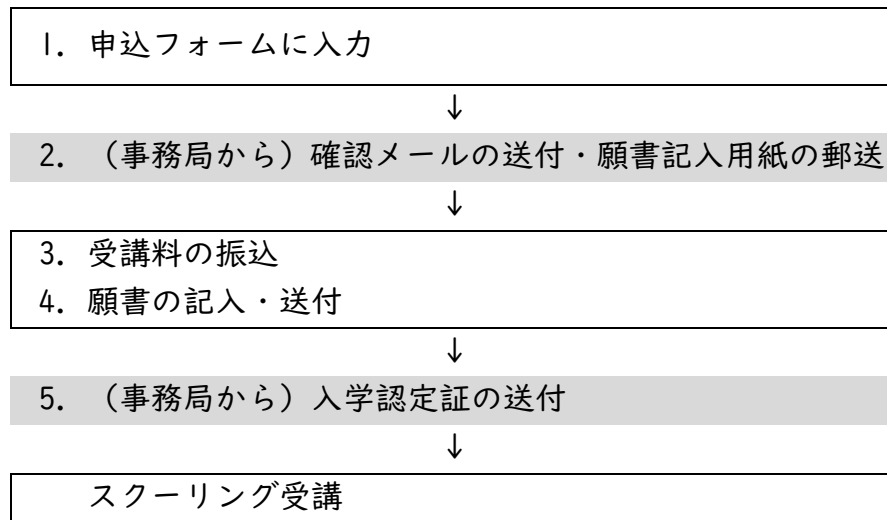 1. 申込フォームに入力
↓
2. （事務局から）確認メールの送付・願書記入用紙の郵送
↓
3. 受講料の振込
4. 願書の記入・送付
↓
5. （事務局から）入学認定証の送付
↓
スクーリング受講